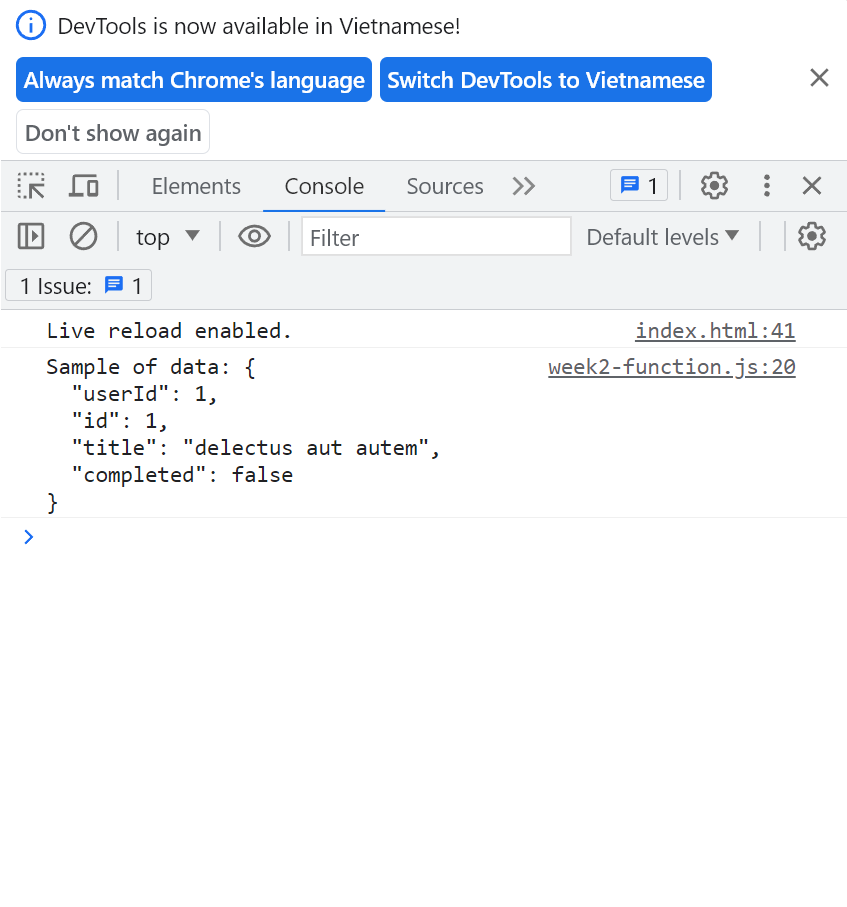 DevTools is now available in Vietnamese!
Always match Chrome's language Switch DevTools to Vietnamese
Don't show again
Elements Console Sources 1
top Filter Default levels
1 Issue: 1
Live reload enabled. index.html:41
Sample of data: { week2-function.js:20
"userId": 1,
"id": 1,
"title": "delectus aut autem",
"completed": false
}